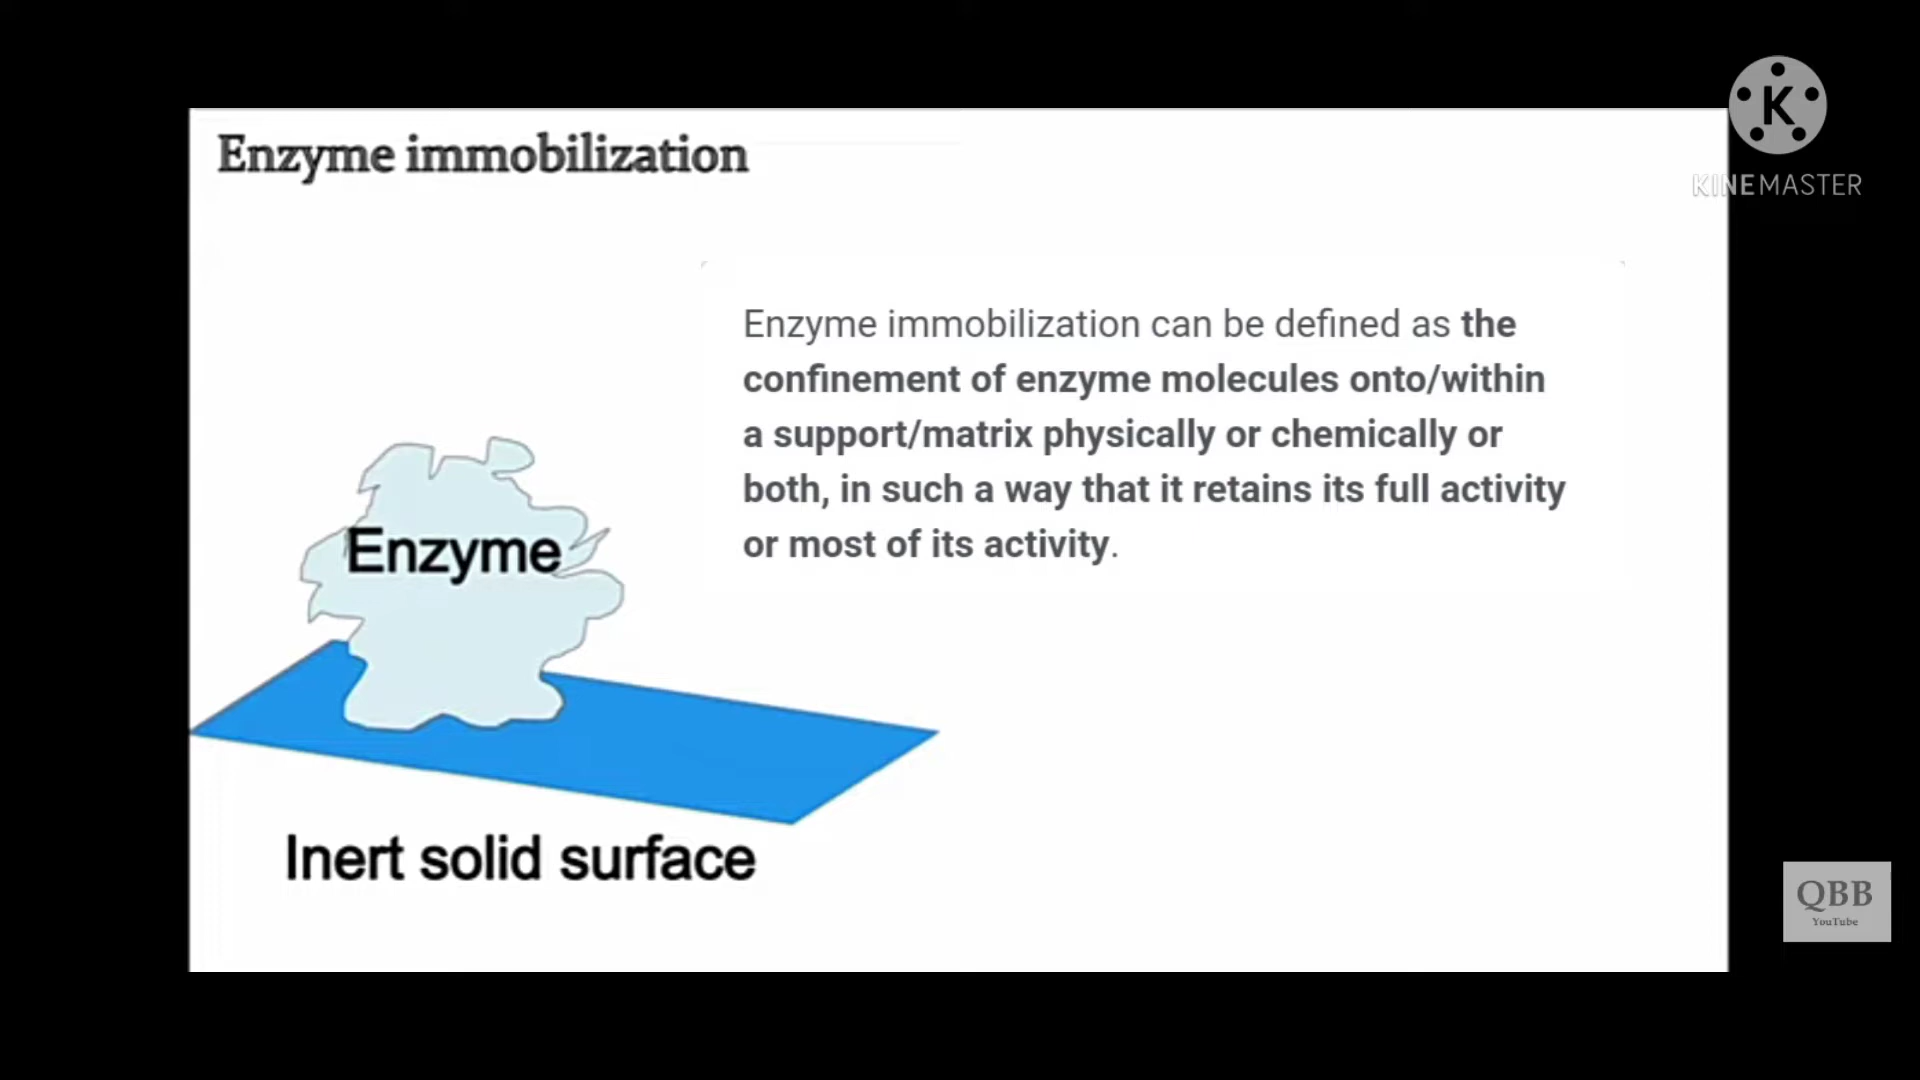 Enzyme immobilization
K
KINEMASTER
Enzyme immobilization can be defined as the
confinement of enzyme molecules onto/within
a support/matrix physically or chemically or
both, in such a way that it retains its full activity
or most of its activity.
Enzyme
Inert solid surface
QBB
YouTube